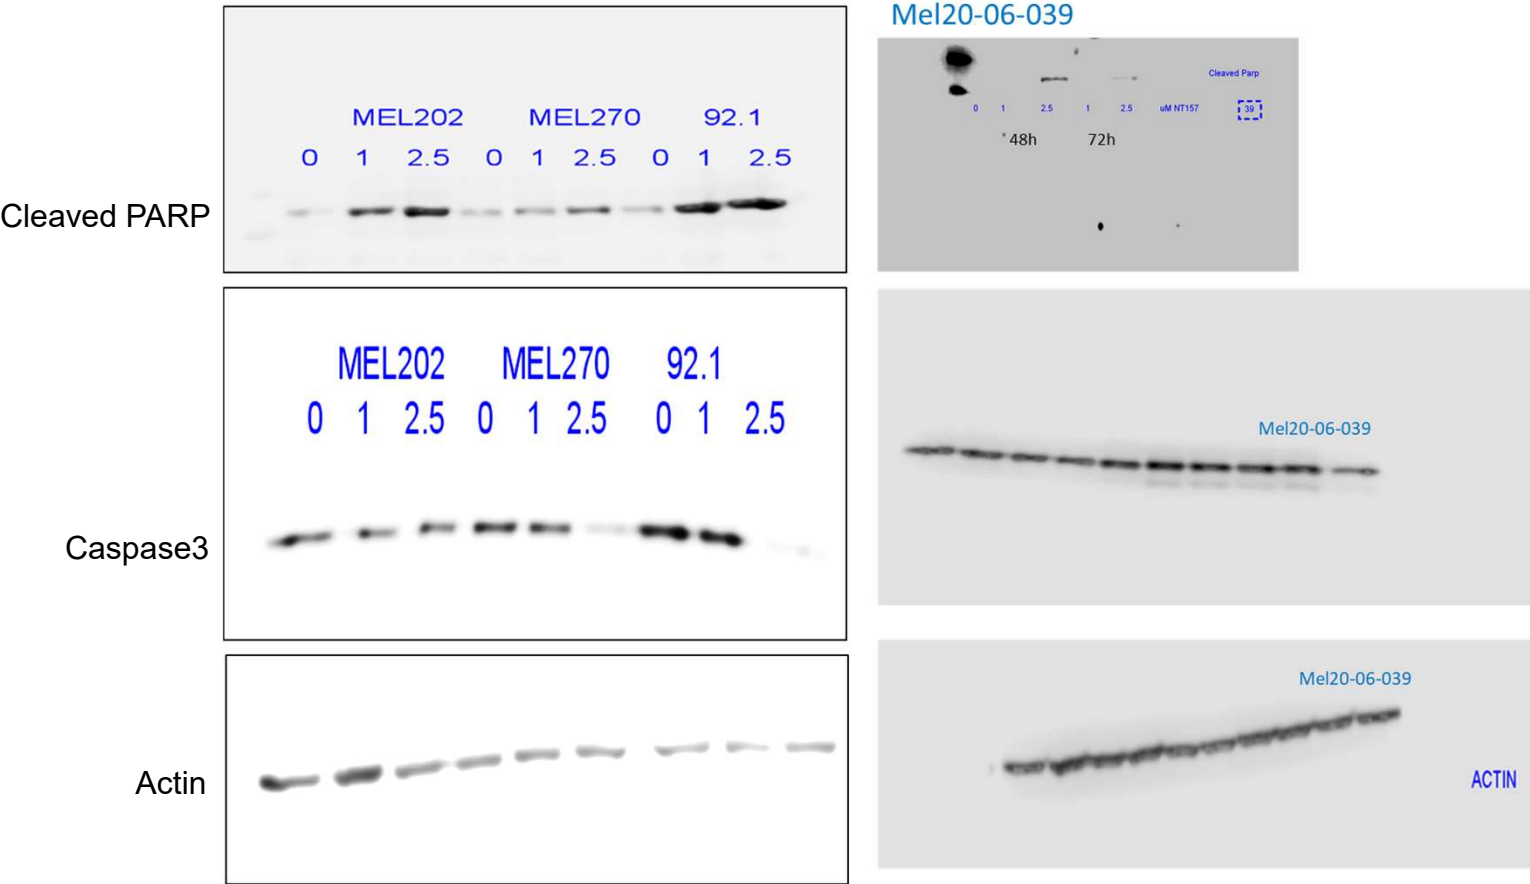 Mel20-06-039
MEL202 MEL270 92.1
0 1 2.5 0 1 2.5 0 1 2.5
Cleaved PARP
Cleaved Parp
0 1 2.5 1 2.5 uM NT157 39
48h 72h
MEL202 MEL270 92.1
0 1 2.5 0 1 2.5 0 1 2.5
Caspase3
Mel20-06-039
Actin
Mel20-06-039
ACTIN